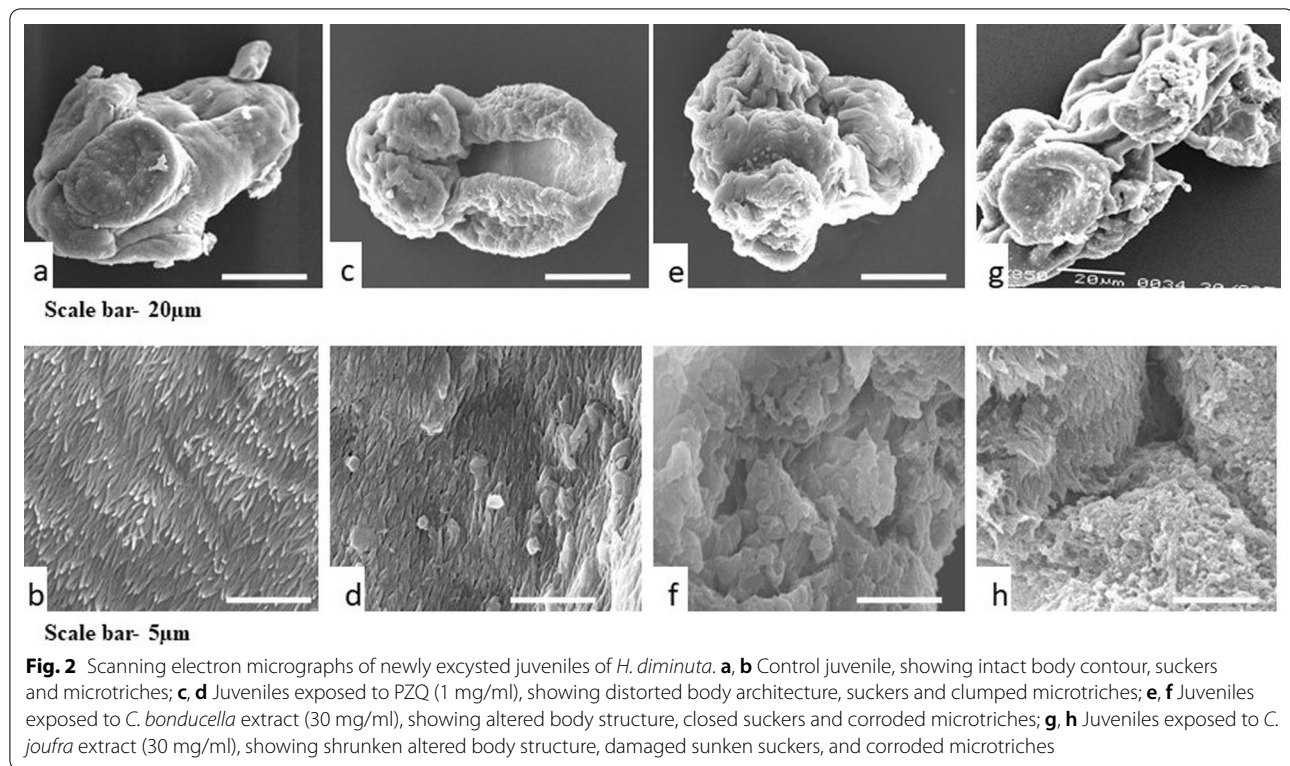 a
c
e
g
×050 20μm 0034
Scale bar- 20μm
b
d
f
h
Scale bar- 5μm
Fig. 2 Scanning electron micrographs of newly excysted juveniles of H. diminuta. a, b Control juvenile, showing intact body contour, suckers
and microtriches; c, d Juveniles exposed to PZQ (1 mg/ml), showing distorted body architecture, suckers and clumped microtriches; e, f Juveniles
exposed to C. bonducella extract (30 mg/ml), showing altered body structure, closed suckers and corroded microtriches; g, h Juveniles exposed to C.
joufra extract (30 mg/ml), showing shrunken altered body structure, damaged sunken suckers, and corroded microtriches